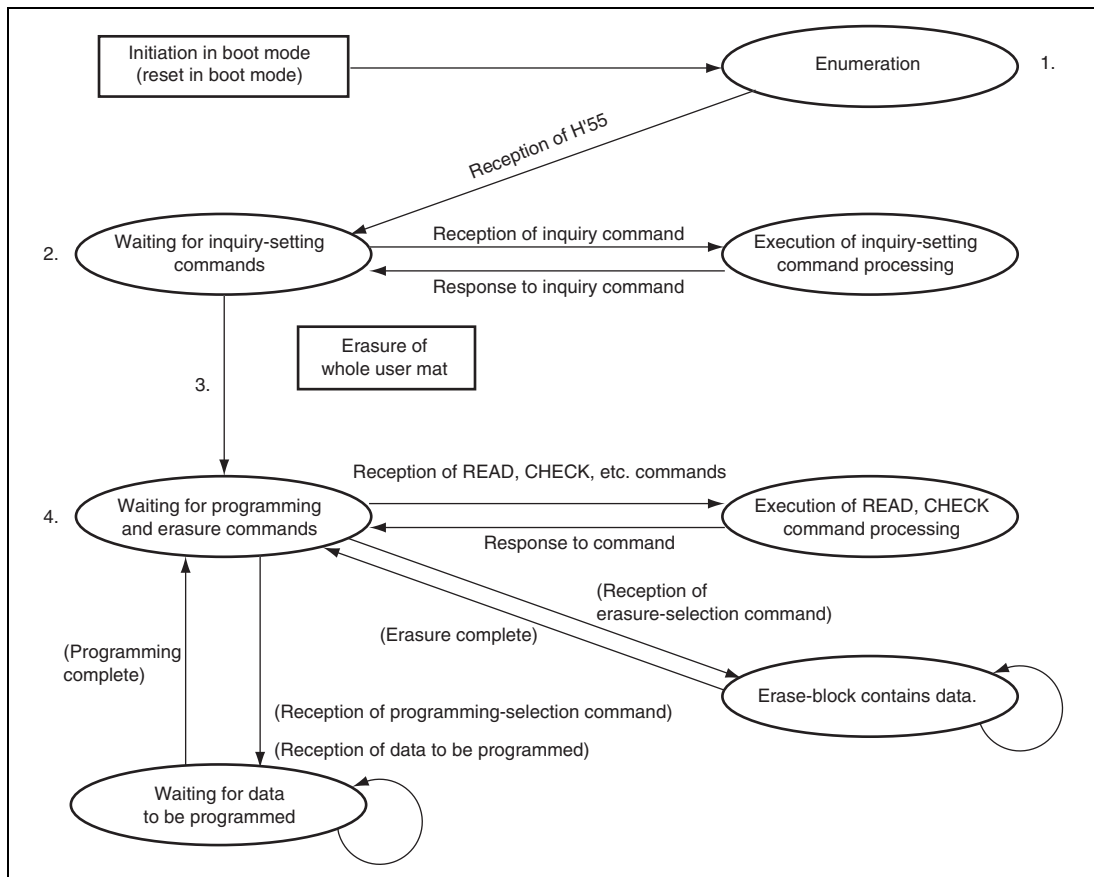 Initiation in boot mode
(reset in boot mode)
Enumeration
1.
Reception of H'55
2.
Waiting for inquiry-setting
commands
Reception of inquiry command
Response to inquiry command
Execution of inquiry-setting
command processing
Erasure of
whole user mat
3.
Reception of READ, CHECK, etc. commands
4.
Waiting for programming
and erasure commands
Response to command
Execution of READ, CHECK
command processing
(Reception of
erasure-selection command)
(Erasure complete)
(Programming
complete)
Erase-block contains data.
(Reception of programming-selection command)
(Reception of data to be programmed)
Waiting for data
to be programmed